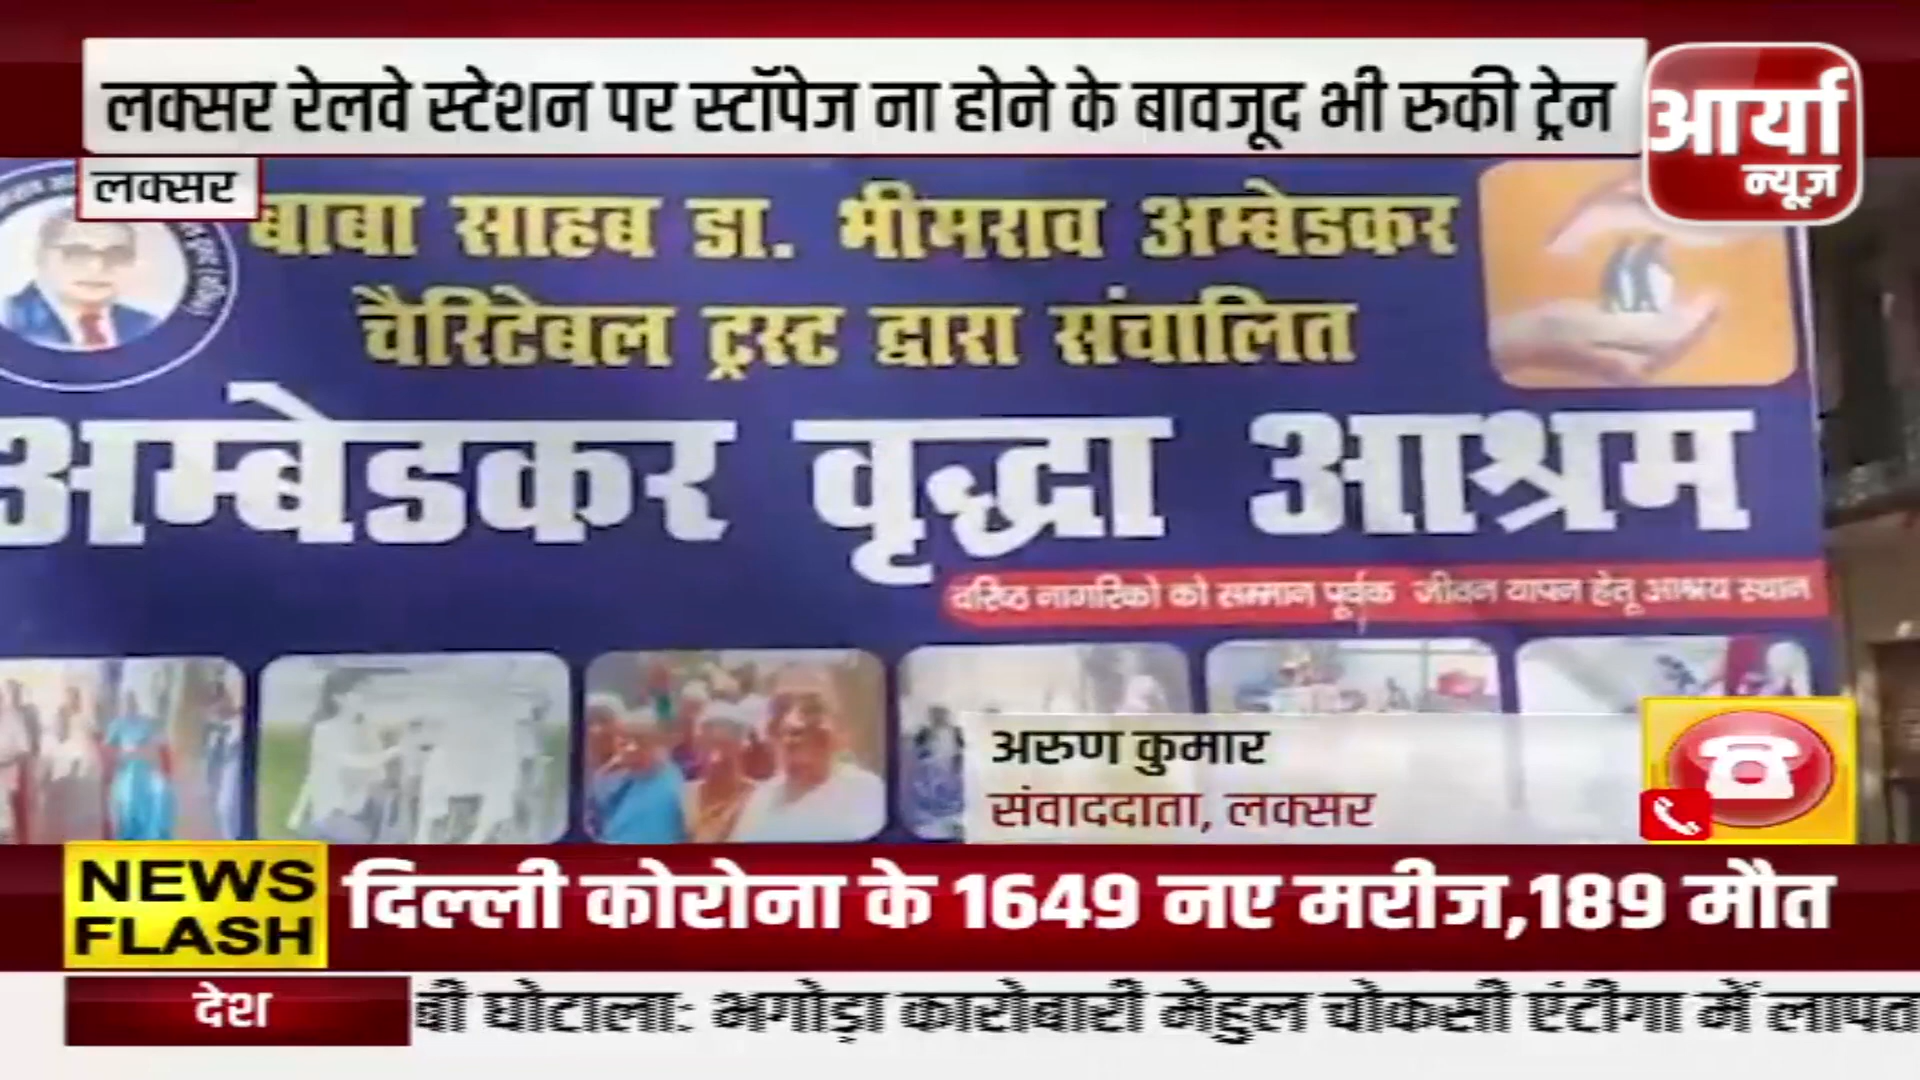 लक्सर रेलवे स्टेशन पर स्टॉपेज ना होने के बावजूद भी रुकी ट्रेन
आर्या
न्यूज़
लक्सर
बाबा साहब डा. भीमराव अम्बेडकर
चैरिटेबल ट्रस्ट द्वारा संचालित
अम्बेडकर वृद्धा आश्रम
वरिष्ठ नागरिको को सम्मान पूर्वक जीवन यापन हेतू आश्रय स्थान
अरुण कुमार
संवाददाता, लक्सर
NEWS
FLASH
दिल्ली कोरोना के 1649 नए मरीज,189 मौत
देश
बी घोटाला: भगोड़ा कारोबारी मेहुल चोकसी एंटीगा में लापत